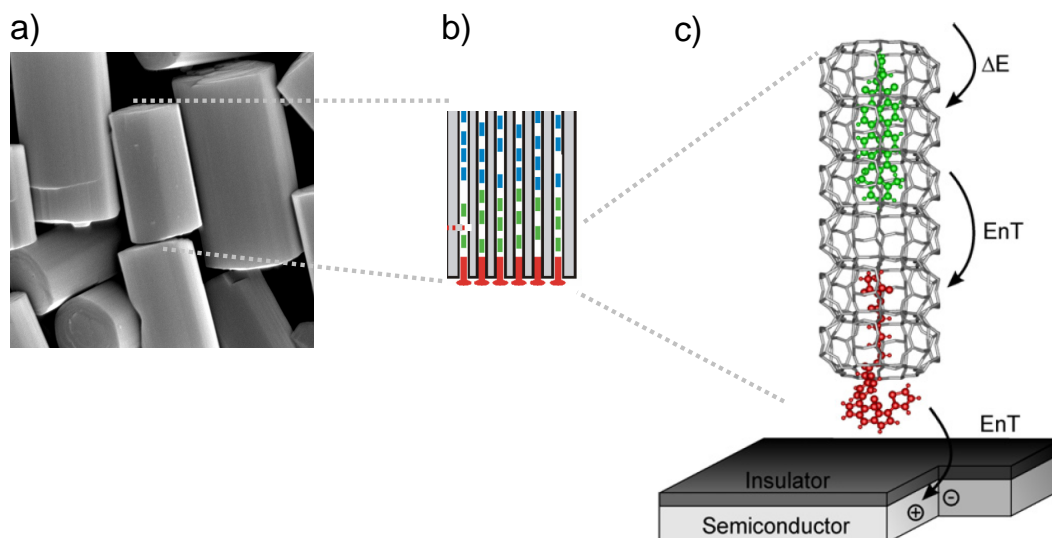 a)
b)
c)
ΔE
EnT
EnT
Insulator
⊕
⊖
Semiconductor